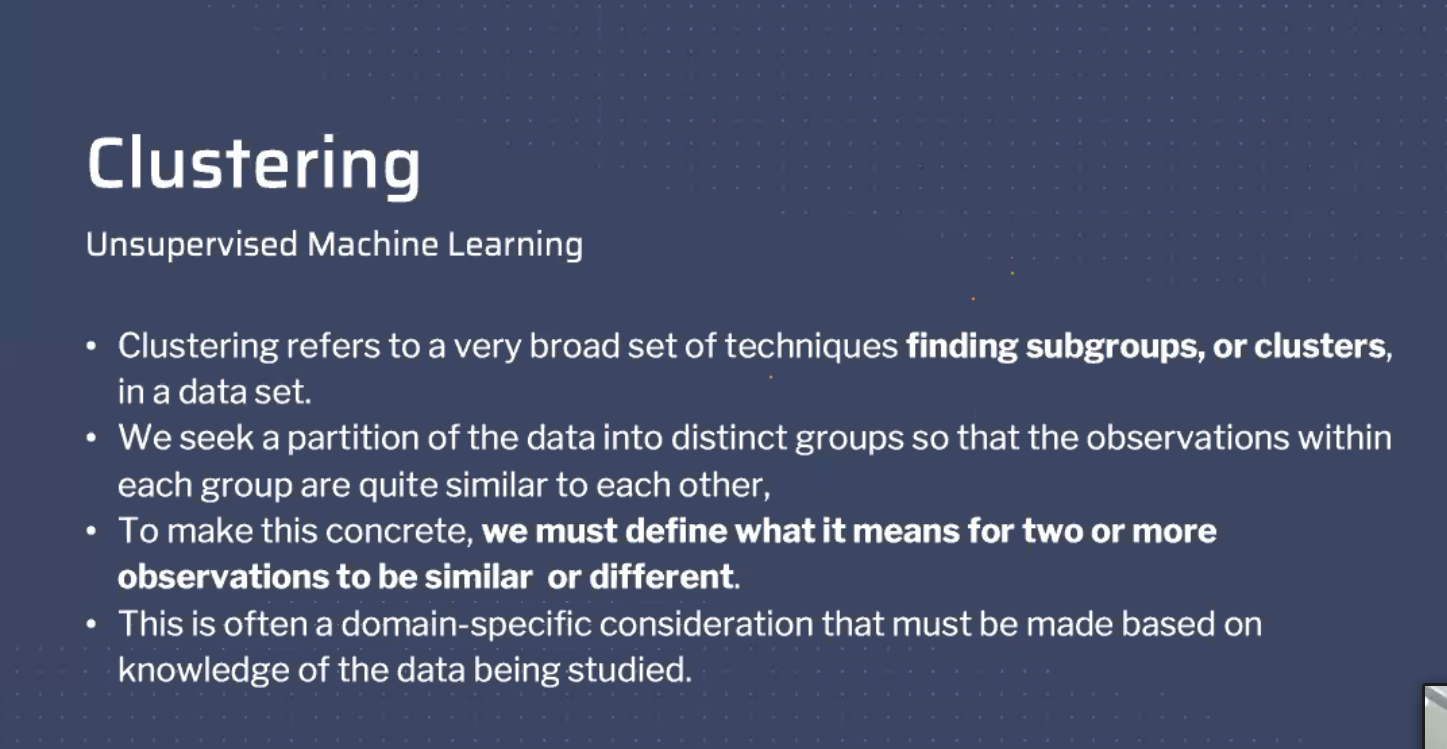 Clustering
Unsupervised Machine Learning
• Clustering refers to a very broad set of techniques finding subgroups, or clusters,
in a data set.
• We seek a partition of the data into distinct groups so that the observations within
each group are quite similar to each other,
• To make this concrete, we must define what it means for two or more
observations to be similar  or different.
• This is often a domain-specific consideration that must be made based on
knowledge of the data being studied.